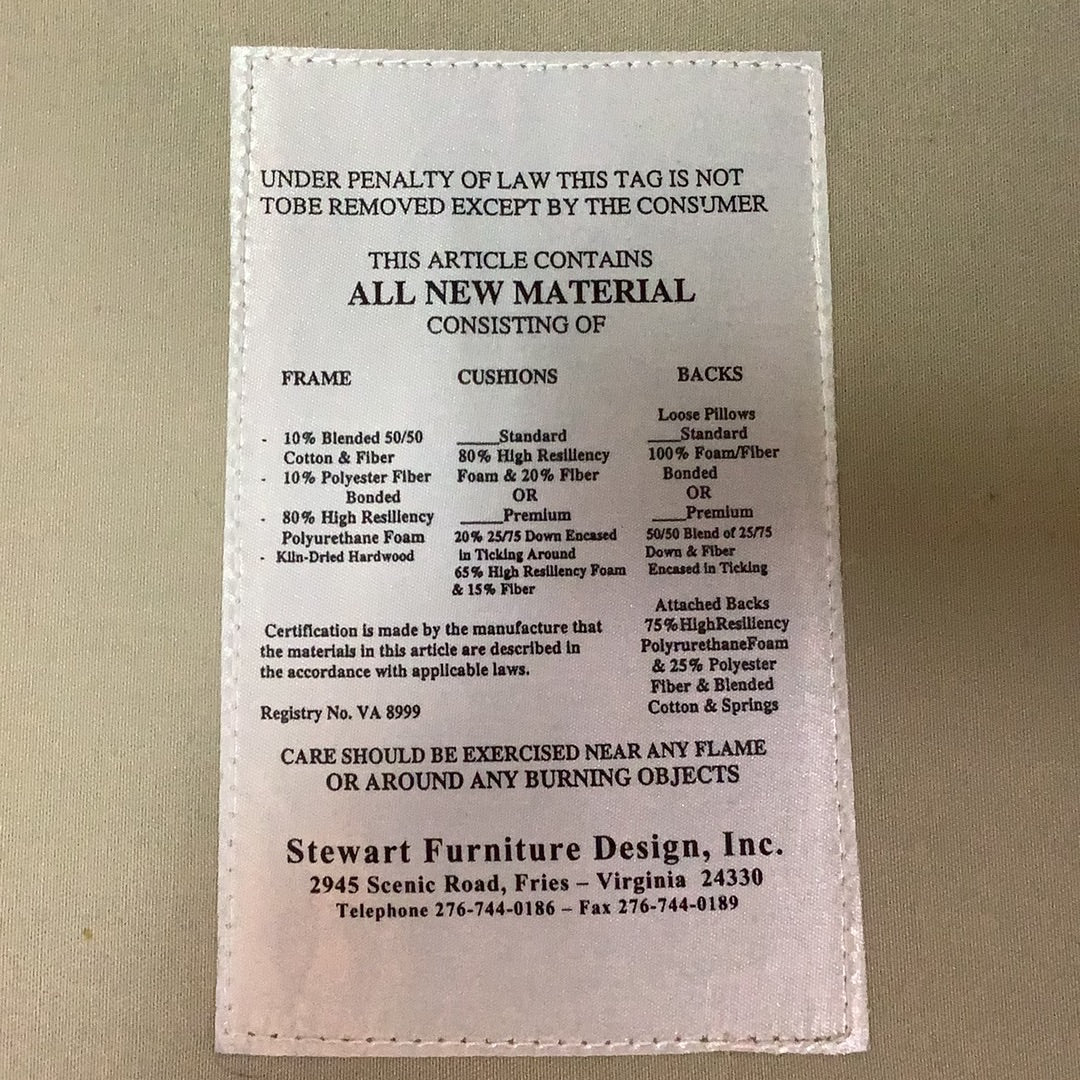 UNDER PENALTY OF LAW THIS TAG IS NOT
TOBE REMOVED EXCEPT BY THE CONSUMER
THIS ARTICLE CONTAINS
ALL NEW MATERIAL
CONSISTING OF
FRAME
- 10% Blended 50/50
Cotton & Fiber
- 10% Polyester Fiber
Bonded
- 80% High Resiliency
Polyurethane Foam
- Kiln-Dried Hardwood
CUSHIONS
____Standard
80% High Resiliency
Foam & 20% Fiber
OR
____Premium
20% 25/75 Down Encased
in Ticking Around
65% High Resiliency Foam
& 15% Fiber
BACKS
Loose Pillows
___Standard
100% Foam/Fiber
Bonded
OR
___Premium
50/50 Blend of 25/75
Down & Fiber
Encased in Ticking
Attached Backs
75%HighResiliency
PolyrurethaneFoam
& 25% Polyester
Fiber & Blended
Cotton & Springs
Certification is made by the manufacture that
the materials in this article are described in
the accordance with applicable laws.
Registry No. VA 8999
CARE SHOULD BE EXERCISED NEAR ANY FLAME
OR AROUND ANY BURNING OBJECTS
Stewart Furniture Design, Inc.
2945 Scenic Road, Fries – Virginia 24330
Telephone 276-744-0186 – Fax 276-744-0189